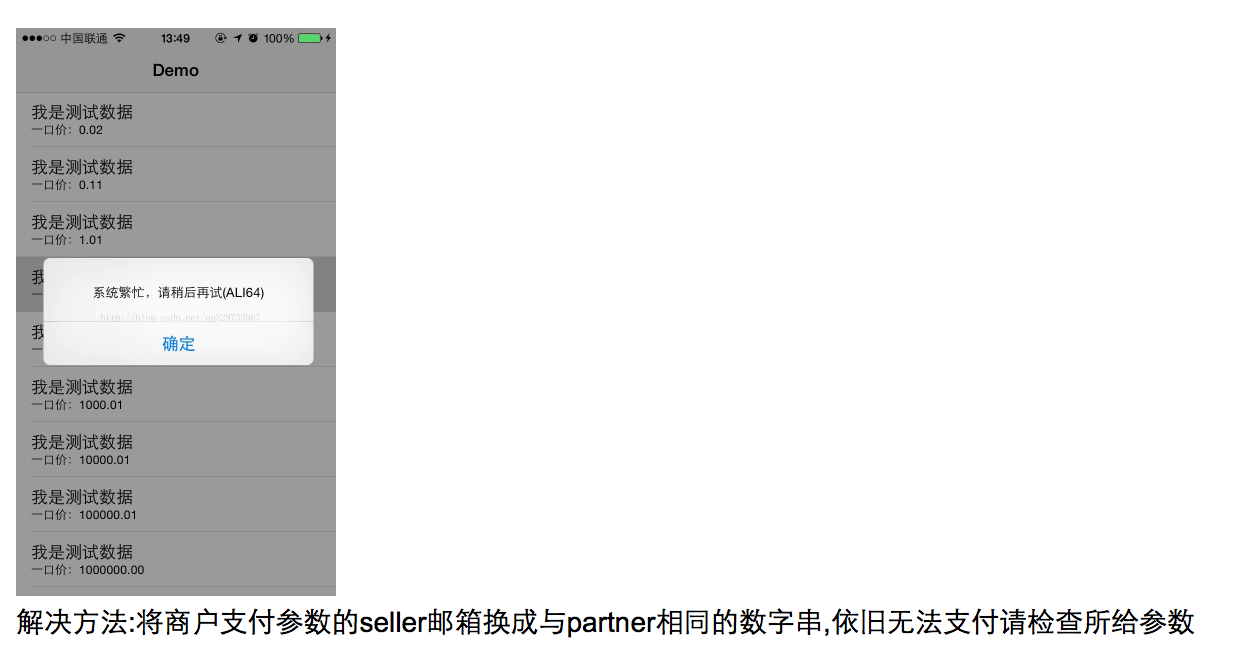 中国联通 13:49 100%
Demo
我是测试数据
一口价：0.02
我是测试数据
一口价：0.11
我是测试数据
一口价：1.01
我
系统繁忙，请稍后再试(ALI64)
http://blog.csdn.net/qq329735967
我
确定
我是测试数据
一口价：1000.01
我是测试数据
一口价：10000.01
我是测试数据
一口价：100000.01
我是测试数据
一口价：1000000.00
解决方法:将商户支付参数的seller邮箱换成与partner相同的数字串,依旧无法支付请检查所给参数